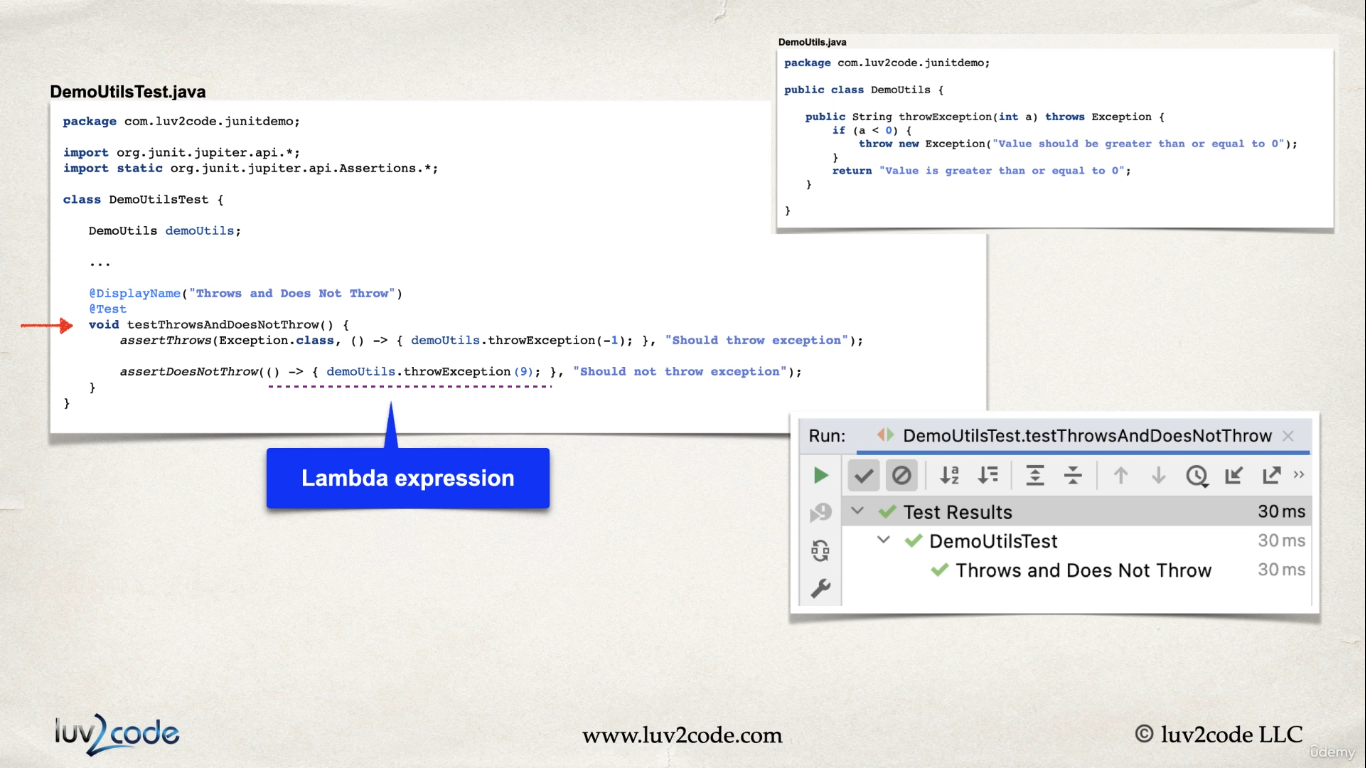 DemoUtilsTest.java
package com.luv2code.junitdemo;
import org.junit.jupiter.api.*;
import static org.junit.jupiter.api.Assertions.*;
class DemoUtilsTest {
DemoUtils demoUtils;
...
@DisplayName("Throws and Does Not Throw")
@Test
void testThrowsAndDoesNotThrow() {
assertThrows(Exception.class, () -> { demoUtils.throwException(-1); }, "Should throw exception");
assertDoesNotThrow(() -> { demoUtils.throwException(9); }, "Should not throw exception");
}
}
Lambda expression
DemoUtils.java
package com.luv2code.junitdemo;
public class DemoUtils {
public String throwException(int a) throws Exception {
if (a < 0) {
throw new Exception("Value should be greater than or equal to 0");
}
return "Value is greater than or equal to 0";
}
}
Run: DemoUtilsTest.testThrowsAndDoesNotThrow
Test Results 30 ms
DemoUtilsTest 30 ms
Throws and Does Not Throw 30 ms
luv2code www.luv2code.com © luv2code LLC
ûdemy